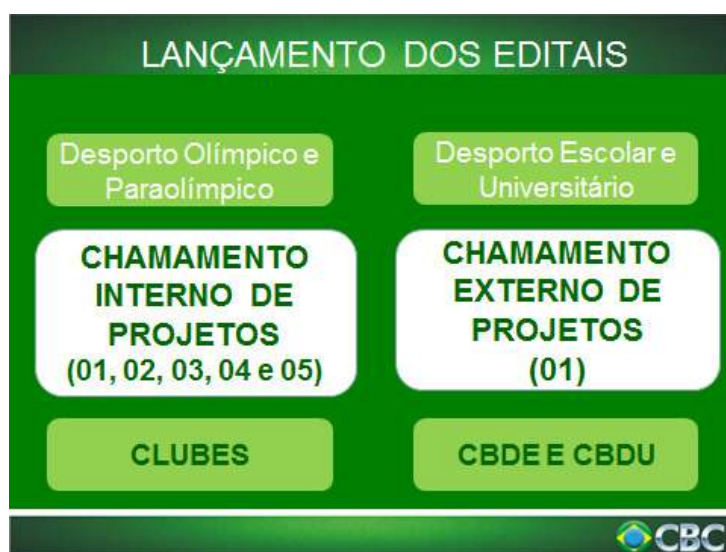 LANÇAMENTO DOS EDITAIS
Desporto Olímpico e
Paraolímpico
CHAMAMENTO
INTERNO DE
PROJETOS
(01, 02, 03, 04 e 05)
CLUBES
Desporto Escolar e
Universitário
CHAMAMENTO
EXTERNO DE
PROJETOS
(01)
CBDE E CBDU
CBC